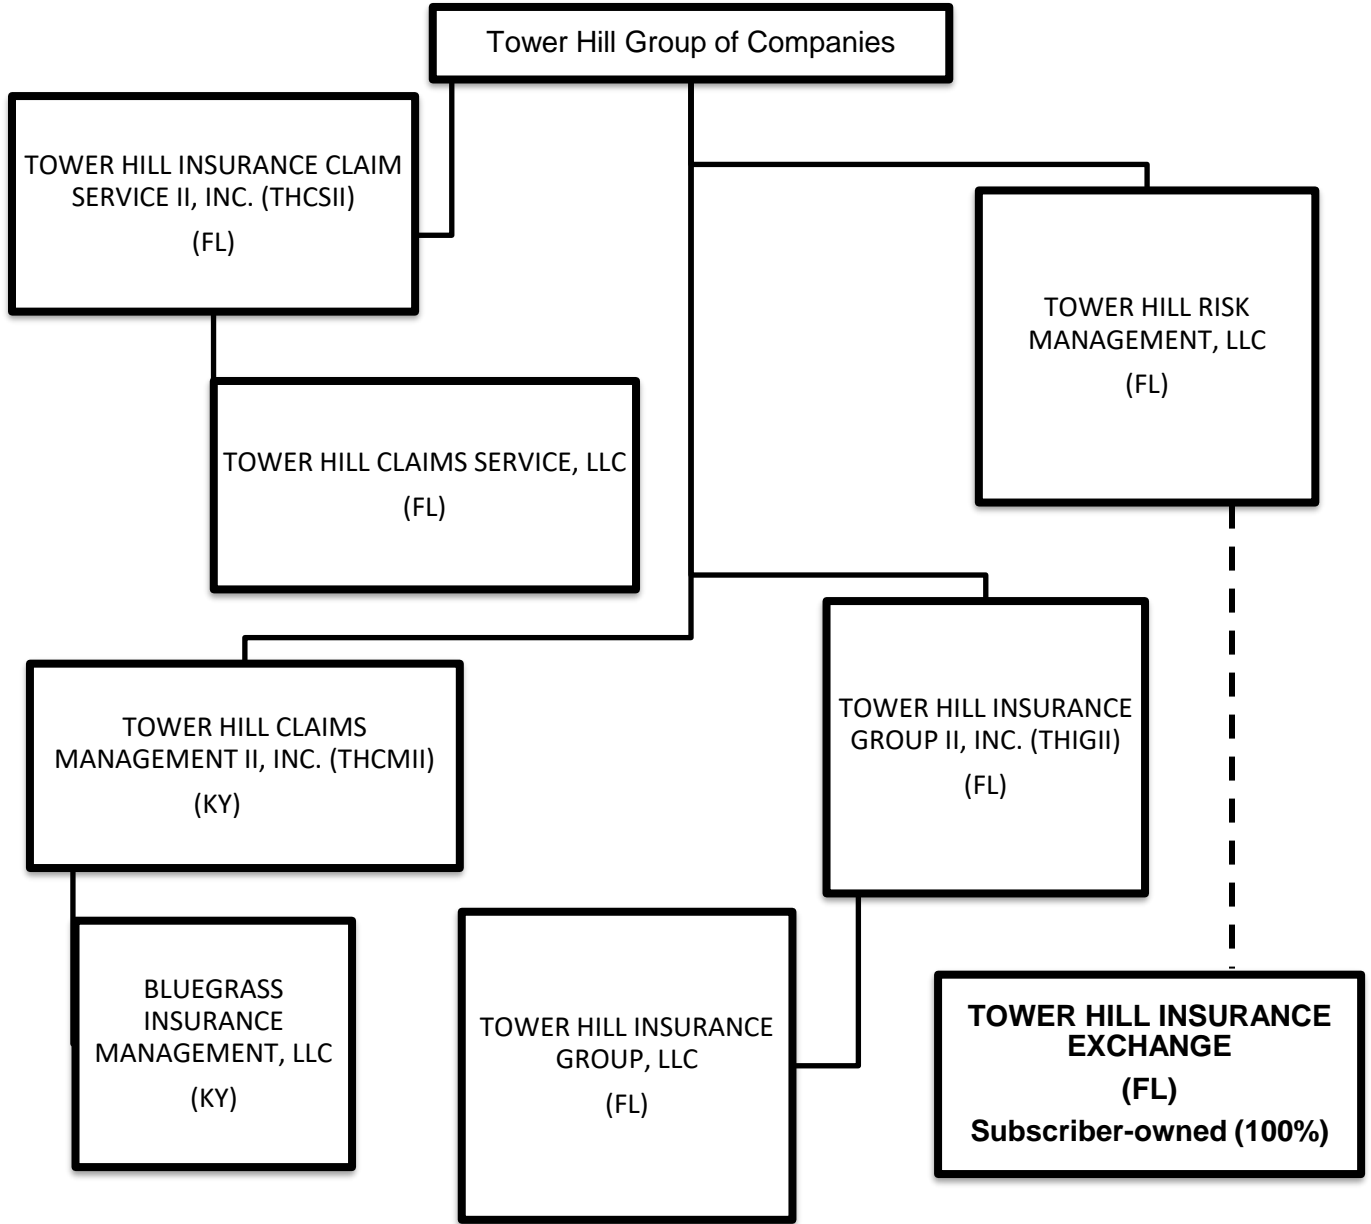 Tower Hill Group of Companies
TOWER HILL INSURANCE CLAIM
SERVICE II, INC. (THCSII)
(FL)
TOWER HILL RISK
MANAGEMENT, LLC
(FL)
TOWER HILL CLAIMS SERVICE, LLC
(FL)
TOWER HILL CLAIMS
MANAGEMENT II, INC. (THCMII)
(KY)
TOWER HILL INSURANCE
GROUP II, INC. (THIGII)
(FL)
BLUEGRASS
INSURANCE
MANAGEMENT, LLC
(KY)
TOWER HILL INSURANCE
GROUP, LLC
(FL)
TOWER HILL INSURANCE
EXCHANGE
(FL)
Subscriber-owned (100%)